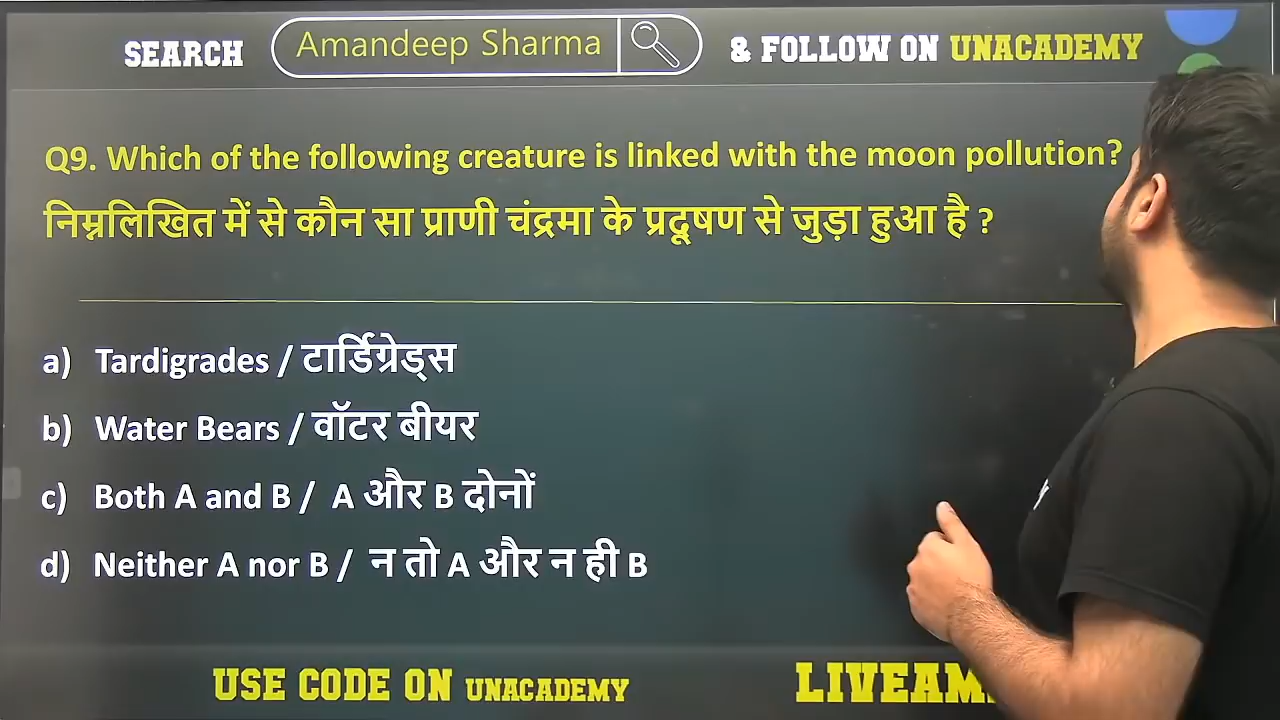 SEARCH Amandeep Sharma & FOLLOW ON UNACADEMY
Q9. Which of the following creature is linked with the moon pollution?
निम्नलिखित में से कौन सा प्राणी चंद्रमा के प्रदूषण से जुड़ा हुआ है ?
a) Tardigrades / टार्डिग्रेड्स
b) Water Bears / वॉटर बीयर
c) Both A and B / A और B दोनों
d) Neither A nor B / न तो A और न ही B
USE CODE ON UNACADEMY LIVEAM